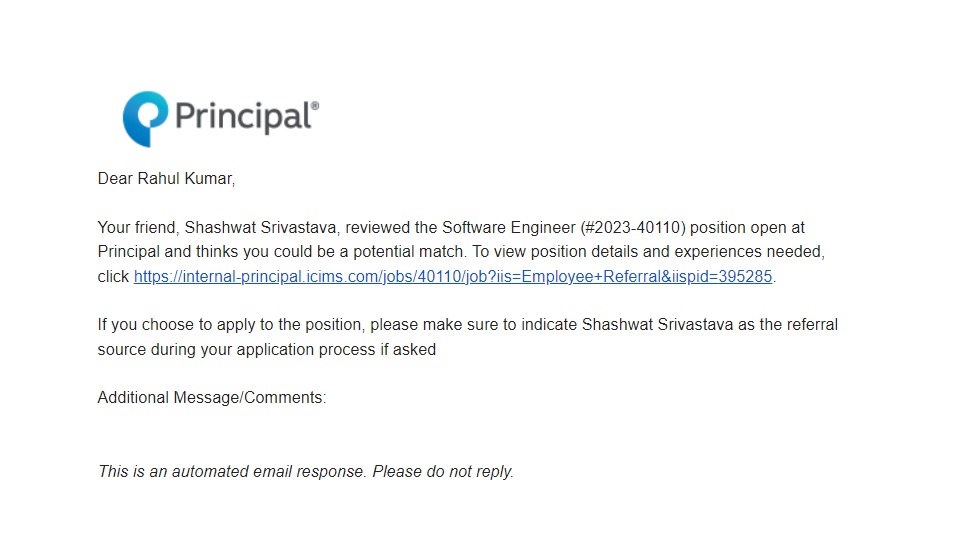 Principal®
Dear Rahul Kumar,
Your friend, Shashwat Srivastava, reviewed the Software Engineer (#2023-40110) position open at
Principal and thinks you could be a potential match. To view position details and experiences needed,
click https://internal-principal.icims.com/jobs/40110/job?iis=Employee+Referral&iispid=395285.
If you choose to apply to the position, please make sure to indicate Shashwat Srivastava as the referral
source during your application process if asked
Additional Message/Comments:
This is an automated email response. Please do not reply.